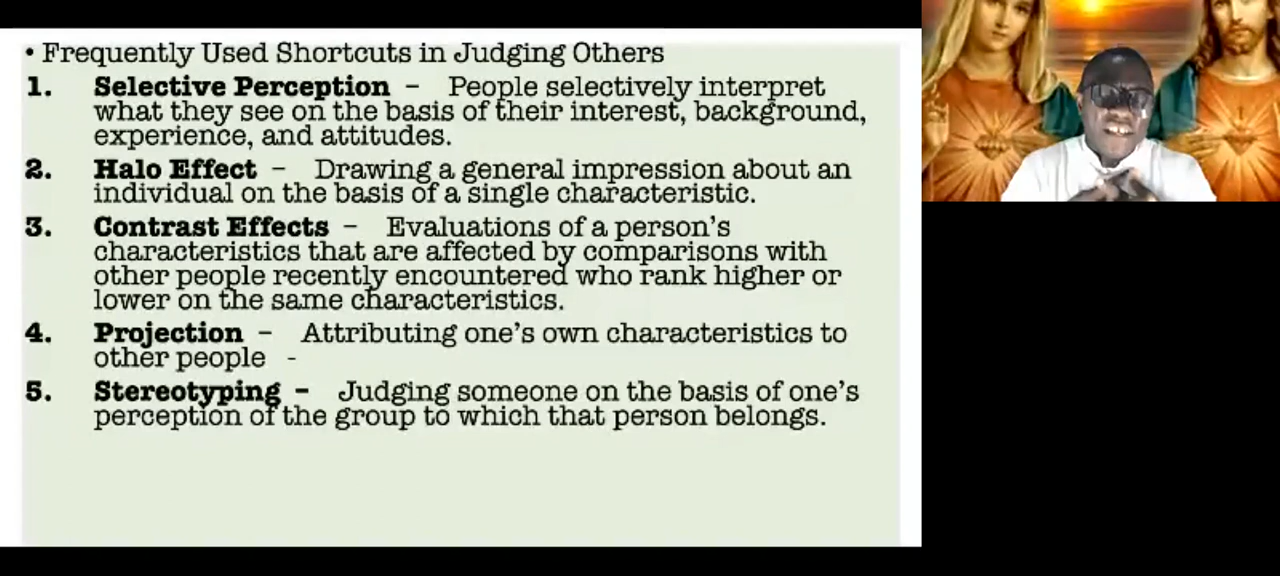 • Frequently Used Shortcuts in Judging Others
1. Selective Perception – People selectively interpret
what they see on the basis of their interest, background,
experience, and attitudes.
2. Halo Effect – Drawing a general impression about an
individual on the basis of a single characteristic.
3. Contrast Effects – Evaluations of a person's
characteristics that are affected by comparisons with
other people recently encountered who rank higher or
lower on the same characteristics.
4. Projection – Attributing one's own characteristics to
other people -
5. Stereotyping – Judging someone on the basis of one's
perception of the group to which that person belongs.